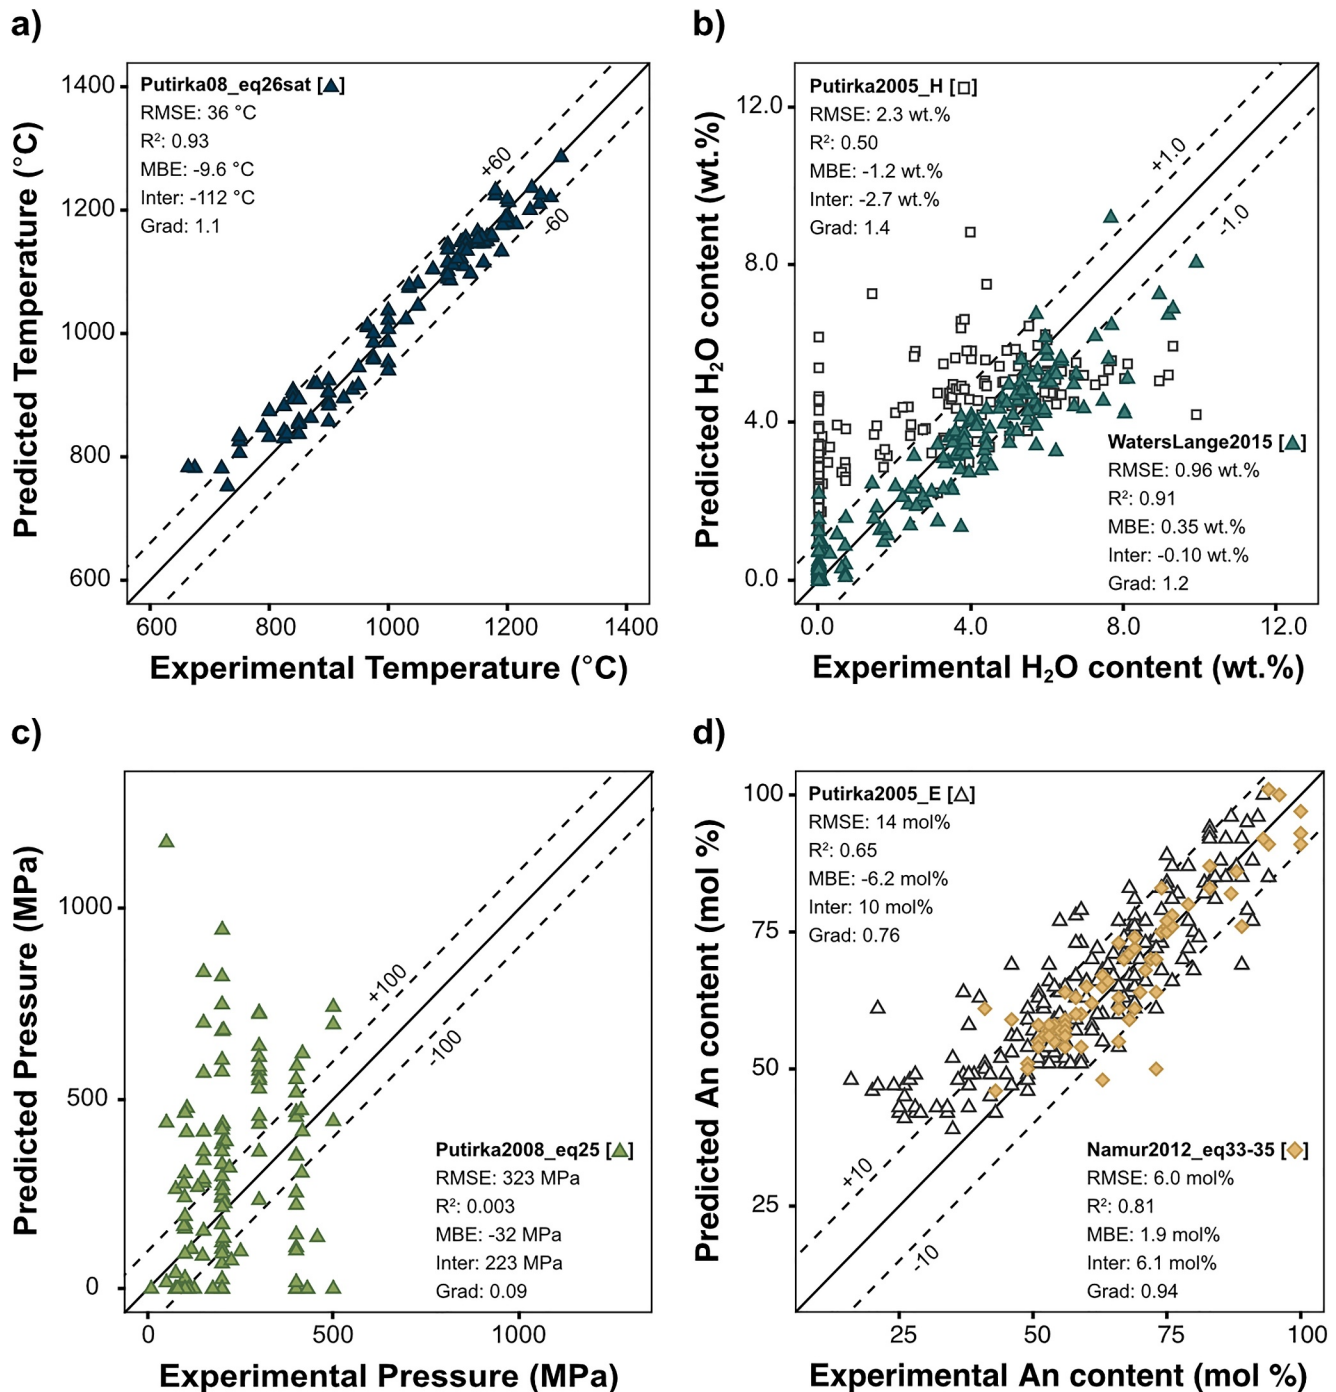 a)
Putirka08_eq26sat [▲]
RMSE: 36 °C
R²: 0.93
MBE: -9.6 °C
Inter: -112 °C
Grad: 1.1
+60
-60
1400
1200
1000
800
600
600 800 1000 1200 1400
Predicted Temperature (°C)
Experimental Temperature (°C)
b)
Putirka2005_H [□]
RMSE: 2.3 wt.%
R²: 0.50
MBE: -1.2 wt.%
Inter: -2.7 wt.%
Grad: 1.4
+1.0
-1.0
WatersLange2015 [▲]
RMSE: 0.96 wt.%
R²: 0.91
MBE: 0.35 wt.%
Inter: -0.10 wt.%
Grad: 1.2
12.0
8.0
4.0
0.0
0.0 4.0 8.0 12.0
Predicted H₂O content (wt.%)
Experimental H₂O content (wt.%)
c)
+100
-100
Putirka2008_eq25 [▲]
RMSE: 323 MPa
R²: 0.003
MBE: -32 MPa
Inter: 223 MPa
Grad: 0.09
1000
500
0
0 500 1000
Predicted Pressure (MPa)
Experimental Pressure (MPa)
d)
Putirka2005_E [△]
RMSE: 14 mol%
R²: 0.65
MBE: -6.2 mol%
Inter: 10 mol%
Grad: 0.76
+10
-10
Namur2012_eq33-35 [◆]
RMSE: 6.0 mol%
R²: 0.81
MBE: 1.9 mol%
Inter: 6.1 mol%
Grad: 0.94
100
75
50
25
25 50 75 100
Predicted An content (mol %)
Experimental An content (mol %)